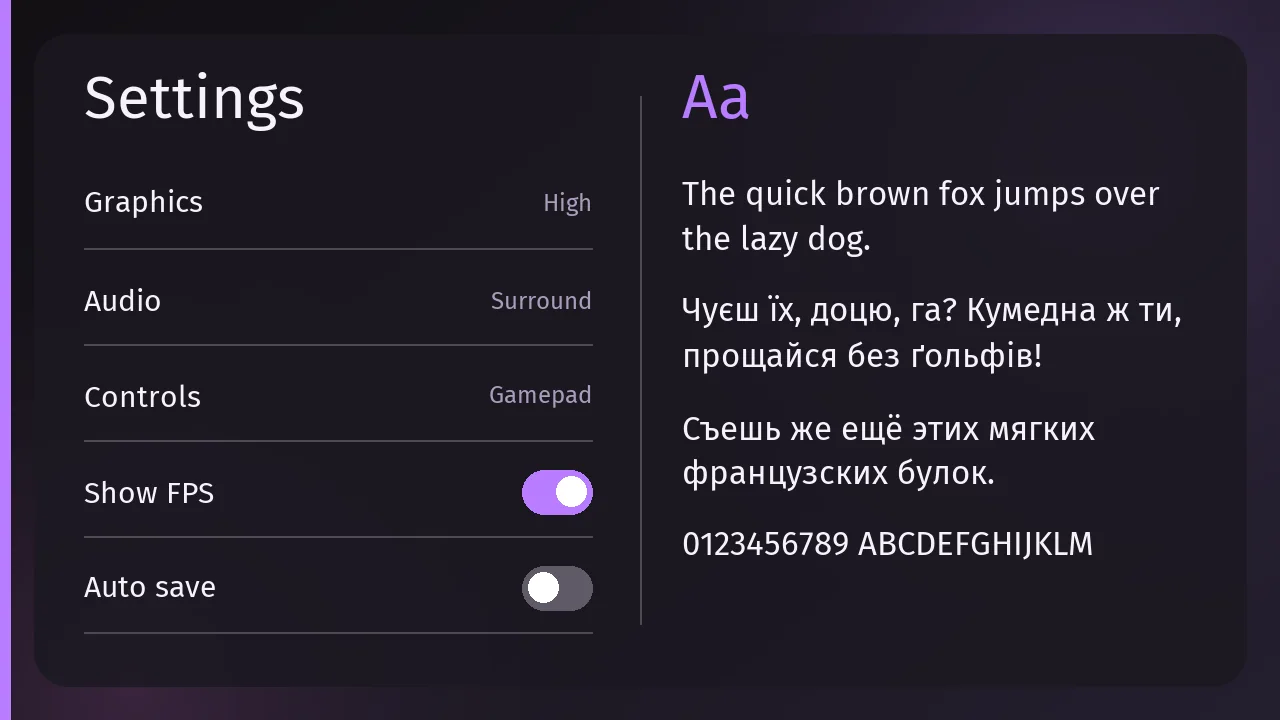 Settings
Graphics High
Audio Surround
Controls Gamepad
Show FPS
Auto save
Aa
The quick brown fox jumps over
the lazy dog.
Чуєш їх, доцю, га? Кумедна ж ти,
прощайся без ґольфів!
Съешь же ещё этих мягких
французских булок.
0123456789 ABCDEFGHIJKLM